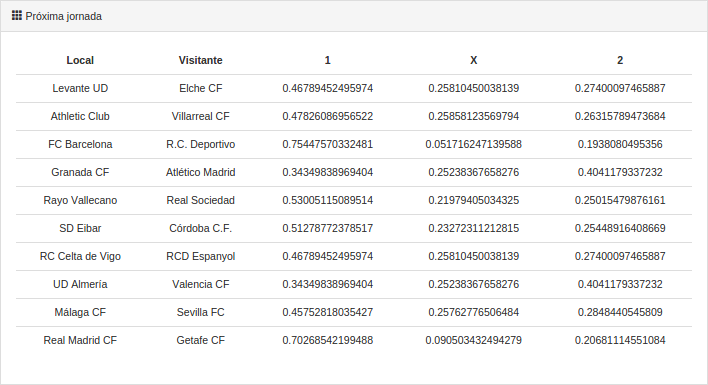 Próxima jornada
Local Visitante 1 X 2
Levante UD Elche CF 0.46789452495974 0.25810450038139 0.27400097465887
Athletic Club Villarreal CF 0.47826086956522 0.25858123569794 0.26315789473684
FC Barcelona R.C. Deportivo 0.75447570332481 0.051716247139588 0.1938080495356
Granada CF Atlético Madrid 0.34349838969404 0.25238367658276 0.4041179337232
Rayo Vallecano Real Sociedad 0.53005115089514 0.21979405034325 0.25015479876161
SD Eibar Córdoba C.F. 0.51278772378517 0.23272311212815 0.25448916408669
RC Celta de Vigo RCD Espanyol 0.46789452495974 0.25810450038139 0.27400097465887
UD Almería Valencia CF 0.34349838969404 0.25238367658276 0.4041179337232
Málaga CF Sevilla FC 0.45752818035427 0.25762776506484 0.2848440545809
Real Madrid CF Getafe CF 0.70268542199488 0.090503432494279 0.20681114551084